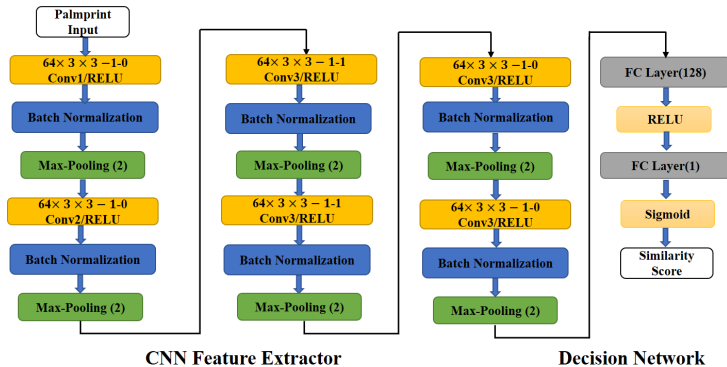 Palmprint
Input
64× 3 × 3 −1-0
Conv1/RELU
Batch Normalization
Max-Pooling (2)
64× 3 × 3 − 1-0
Conv2/RELU
Batch Normalization
Max-Pooling (2)
64× 3 × 3 − 1-1
Conv3/RELU
Batch Normalization
Max-Pooling (2)
64× 3 × 3 − 1-1
Conv3/RELU
Batch Normalization
Max-Pooling (2)
64× 3 × 3 − 1-0
Conv3/RELU
Batch Normalization
Max-Pooling (2)
64× 3 × 3 − 1-0
Conv3/RELU
Batch Normalization
Max-Pooling (2)
FC Layer(128)
RELU
FC Layer(1)
Sigmoid
Similarity
Score
CNN Feature Extractor
Decision Network